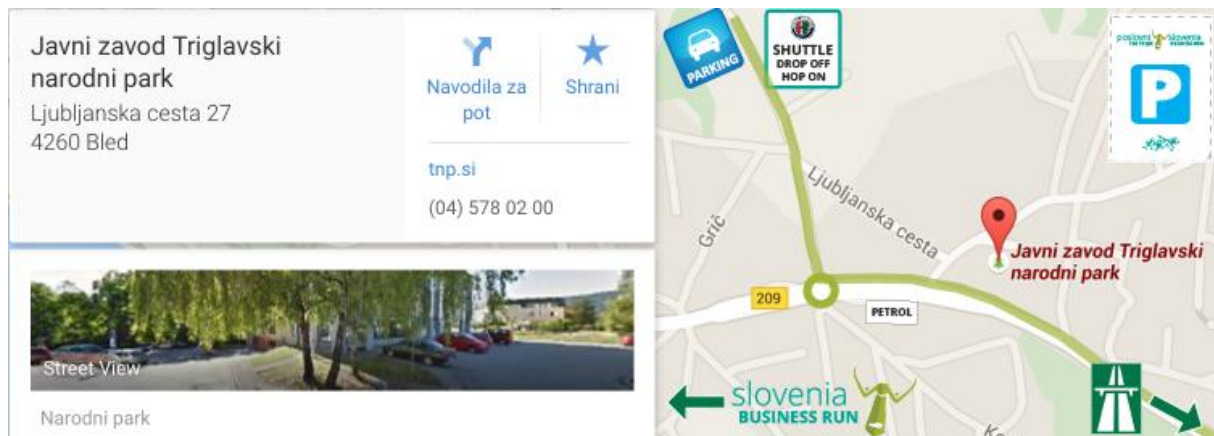 Javni zavod Triglavski
narodni park
Ljubljanska cesta 27
4260 Bled
Navodila za
pot
Shrani
tnp.si
(04) 578 02 00
Street View
Narodni park
PARKING
SHUTTLE
DROP OFF
HOP ON
poslovni slovenia
P
Ljubljanska cesta
Grič
Javni zavod Triglavski
narodni park
209
PETROL
slovenia
BUSINESS RUN